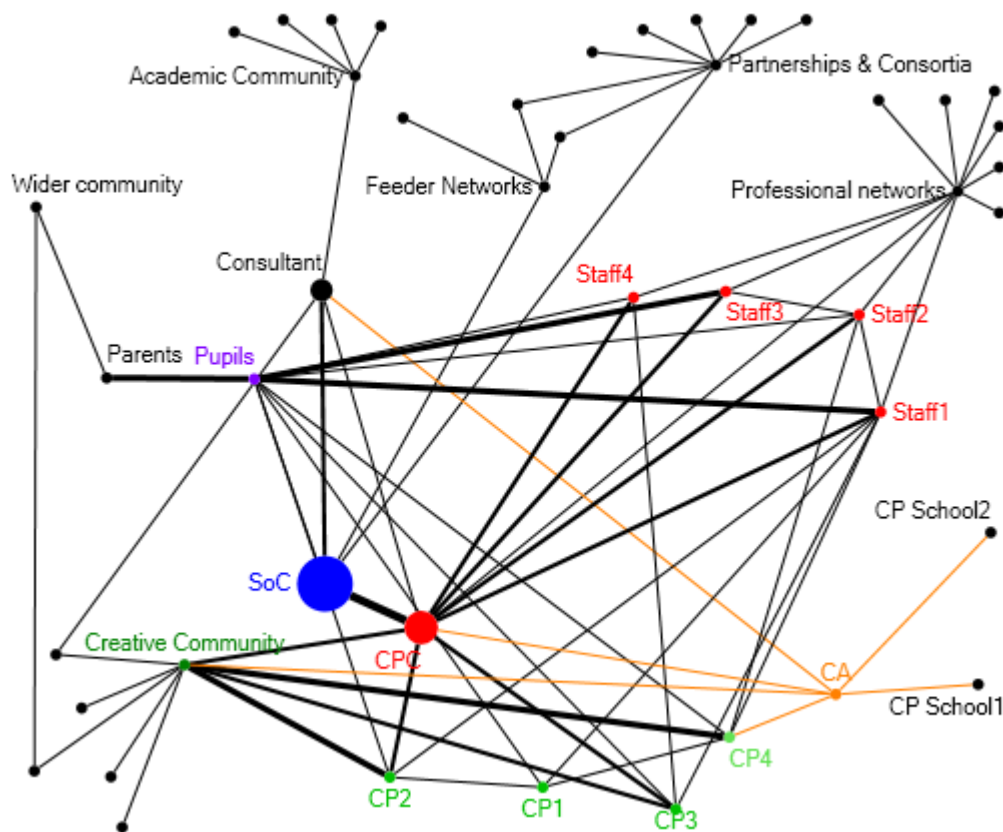 Academic Community
Partnerships & Consortia
Wider community
Feeder Networks
Professional networks
Consultant
Staff4
Staff3
Staff2
Parents
Pupils
Staff1
CP School2
SoC
Creative Community
CPC
CA
CP School1
CP4
CP2
CP1
CP3